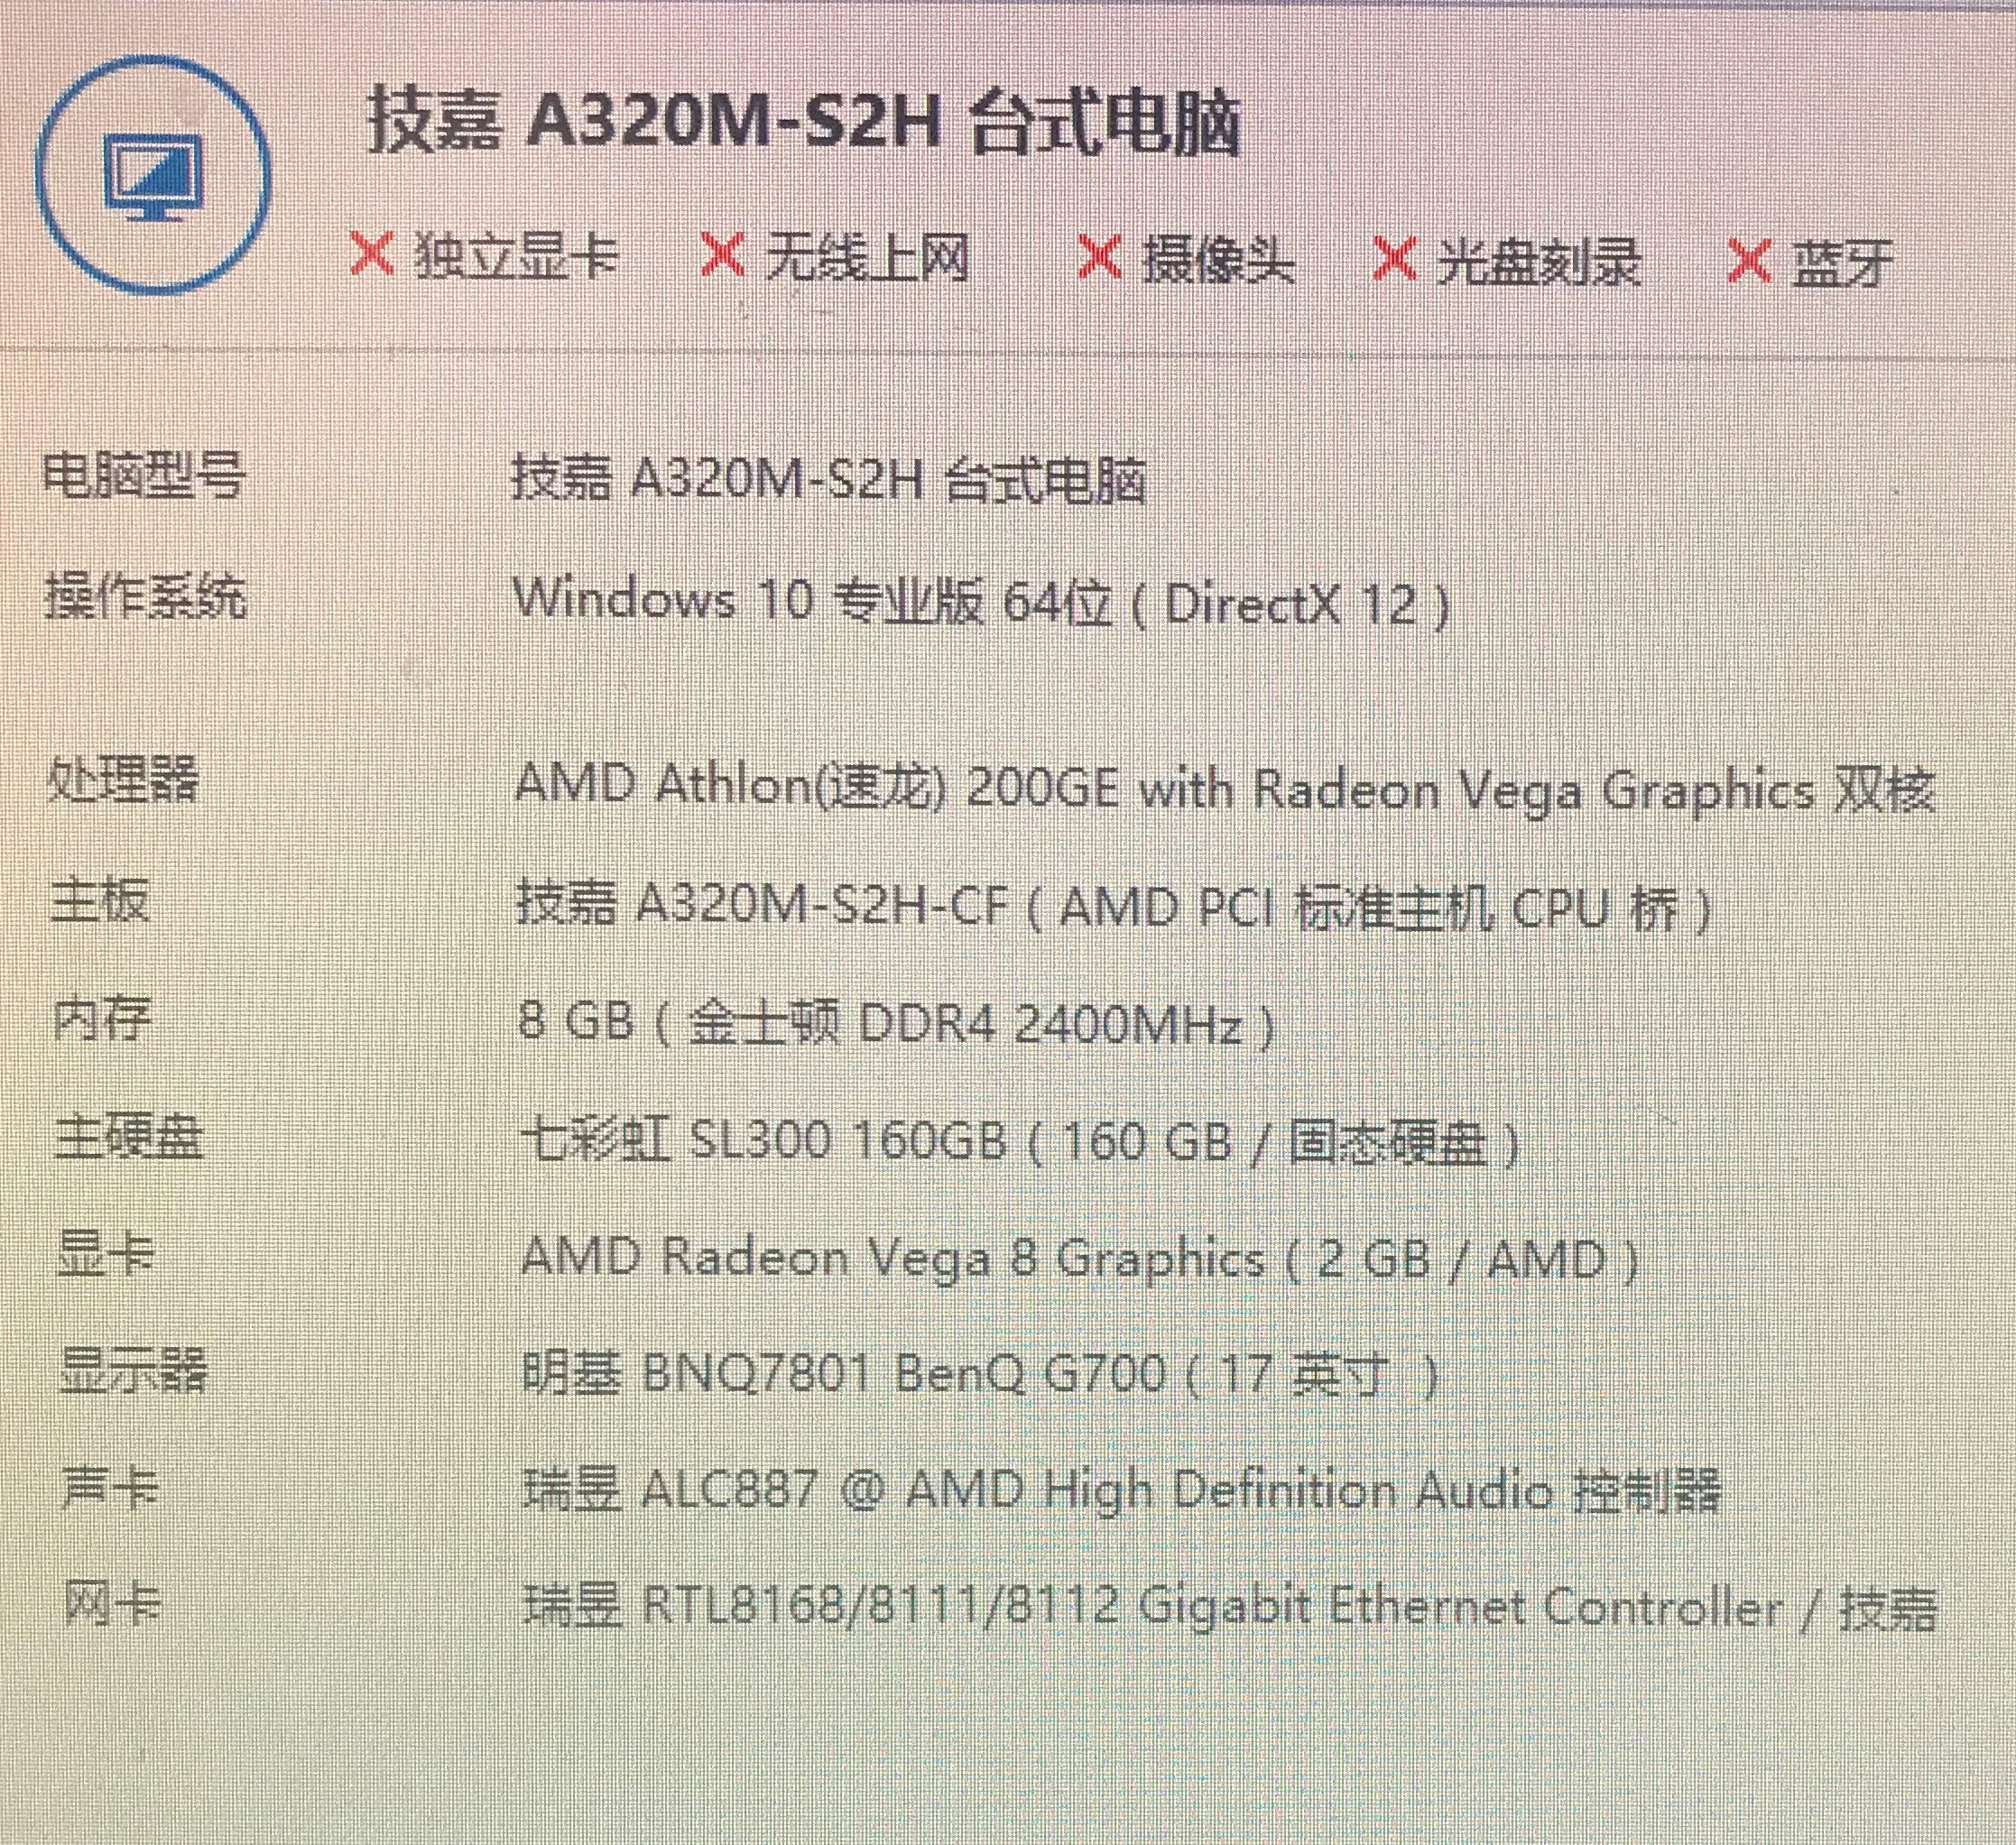 技嘉 A320M-S2H 台式电脑
独立显卡 无线上网 摄像头 光盘刻录 蓝牙
电脑型号 技嘉 A320M-S2H 台式电脑
操作系统 Windows 10 专业版 64位 ( DirectX 12 )
处理器 AMD Athlon(速龙) 200GE with Radeon Vega Graphics 双核
主板 技嘉 A320M-S2H-CF ( AMD PCI 标准主机 CPU 桥 )
内存 8 GB ( 金士顿 DDR4 2400MHz )
主硬盘 七彩虹 SL300 160GB ( 160 GB / 固态硬盘 )
显卡 AMD Radeon Vega 8 Graphics ( 2 GB / AMD )
显示器 明基 BNQ7801 BenQ G700 ( 17 英寸 )
声卡 瑞昱 ALC887 @ AMD High Definition Audio 控制器
网卡 瑞昱 RTL8168/8111/8112 Gigabit Ethernet Controller / 技嘉